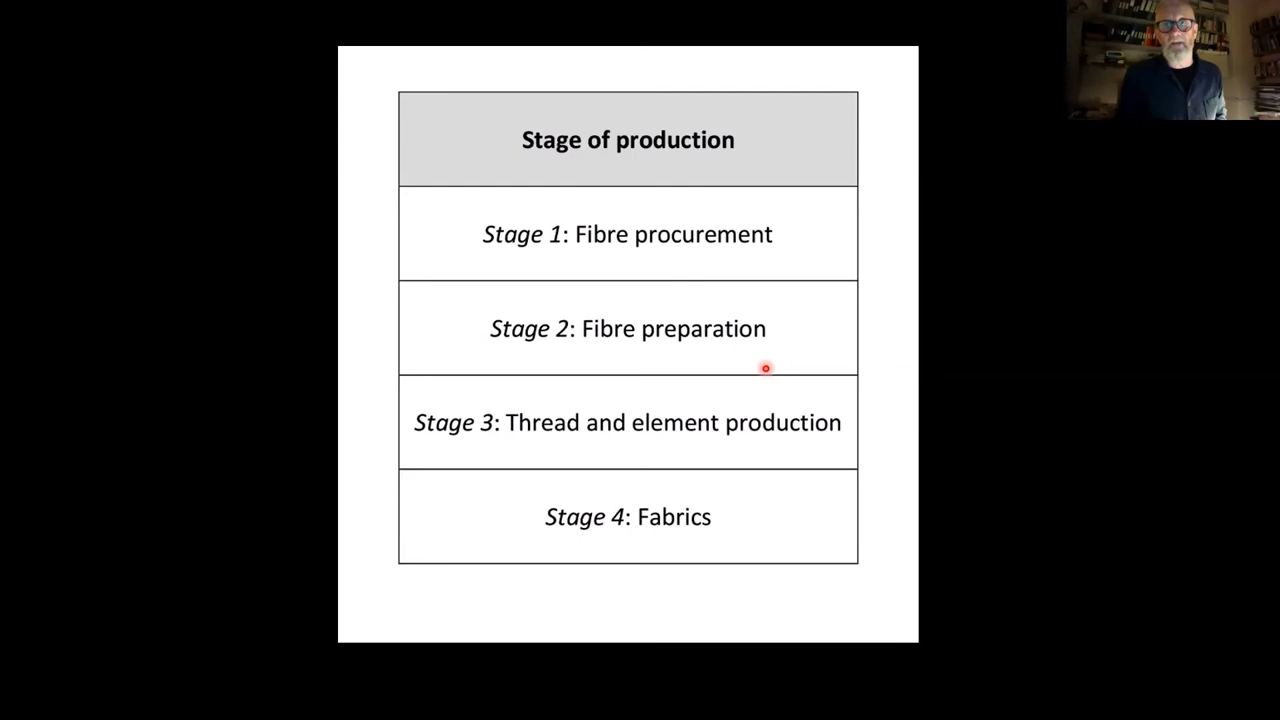 Stage of production
Stage 1: Fibre procurement
Stage 2: Fibre preparation
Stage 3: Thread and element production
Stage 4: Fabrics